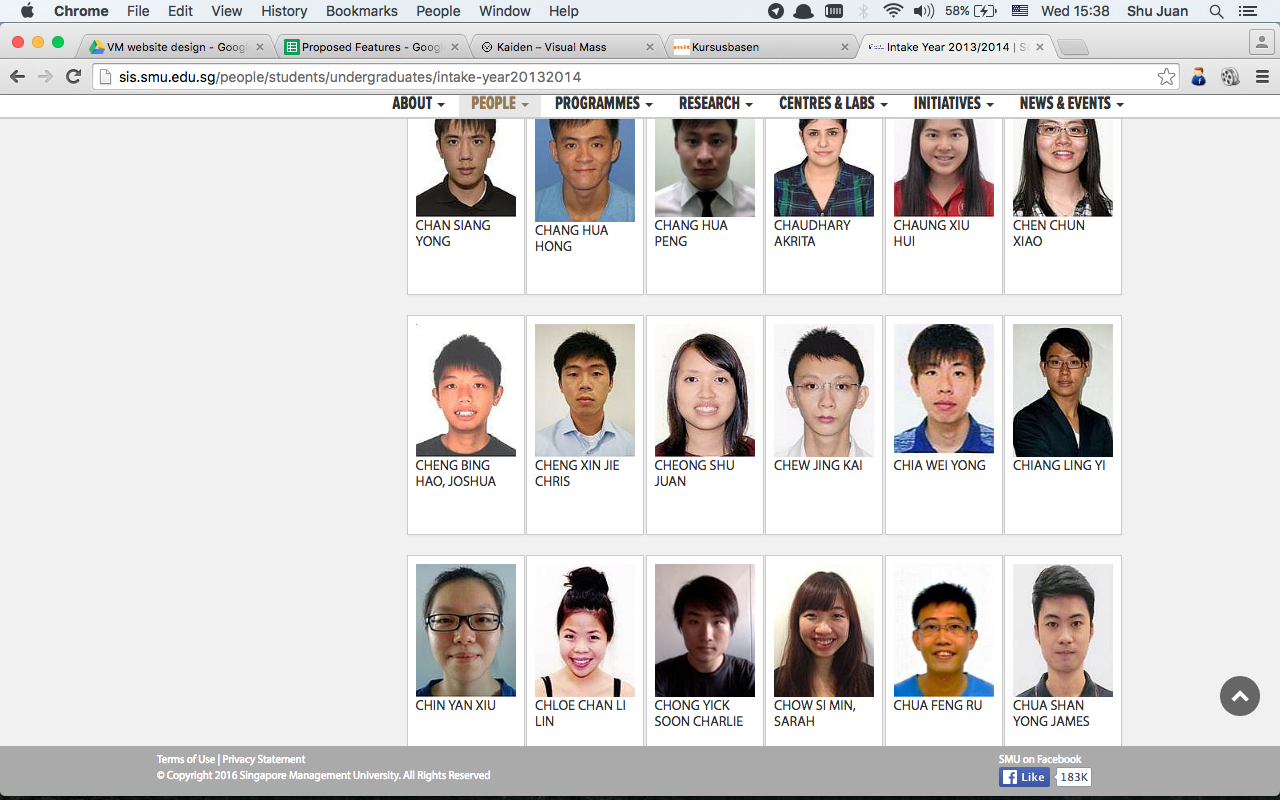 Chrome File Edit View History Bookmarks People Window Help 58% Wed 15:38 Shu Juan
VM website design - Goog
Proposed Features - Goog
Kaiden – Visual Mass
Kursusbasen
Intake Year 2013/2014 | S
sis.smu.edu.sg/people/students/undergraduates/intake-year20132014
ABOUT PEOPLE PROGRAMMES RESEARCH CENTRES & LABS INITIATIVES NEWS & EVENTS
CHAN SIANG
YONG
CHANG HUA
HONG
CHANG HUA
PENG
CHAUDHARY
AKRITA
CHAUNG XIU
HUI
CHEN CHUN
XIAO
CHENG BING
HAO, JOSHUA
CHENG XIN JIE
CHRIS
CHEONG SHU
JUAN
CHEW JING KAI
CHIA WEI YONG
CHIANG LING YI
CHIN YAN XIU
CHLOE CHAN LI
LIN
CHONG YICK
SOON CHARLIE
CHOW SI MIN,
SARAH
CHUA FENG RU
CHUA SHAN
YONG JAMES
Terms of Use | Privacy Statement
© Copyright 2016 Singapore Management University. All Rights Reserved
SMU on Facebook
Like 183K